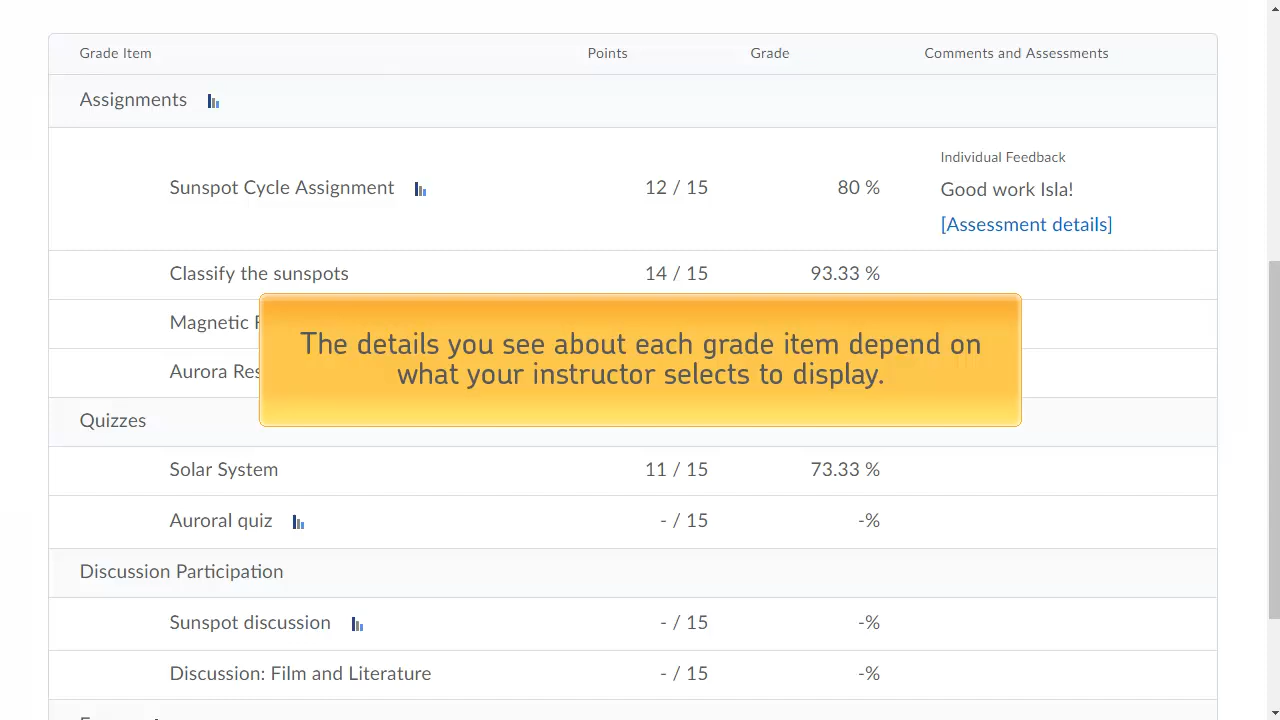 Grade Item Points Grade Comments and Assessments
Assignments
Individual Feedback
Sunspot Cycle Assignment 12 / 15 80 % Good work Isla!
[Assessment details]
Classify the sunspots 14 / 15 93.33 %
Magnetic
The details you see about each grade item depend on
Aurora
what your instructor selects to display.
Quizzes
Solar System 11 / 15 73.33 %
Auroral quiz - / 15 -%
Discussion Participation
Sunspot discussion - / 15 -%
Discussion: Film and Literature - / 15 -%